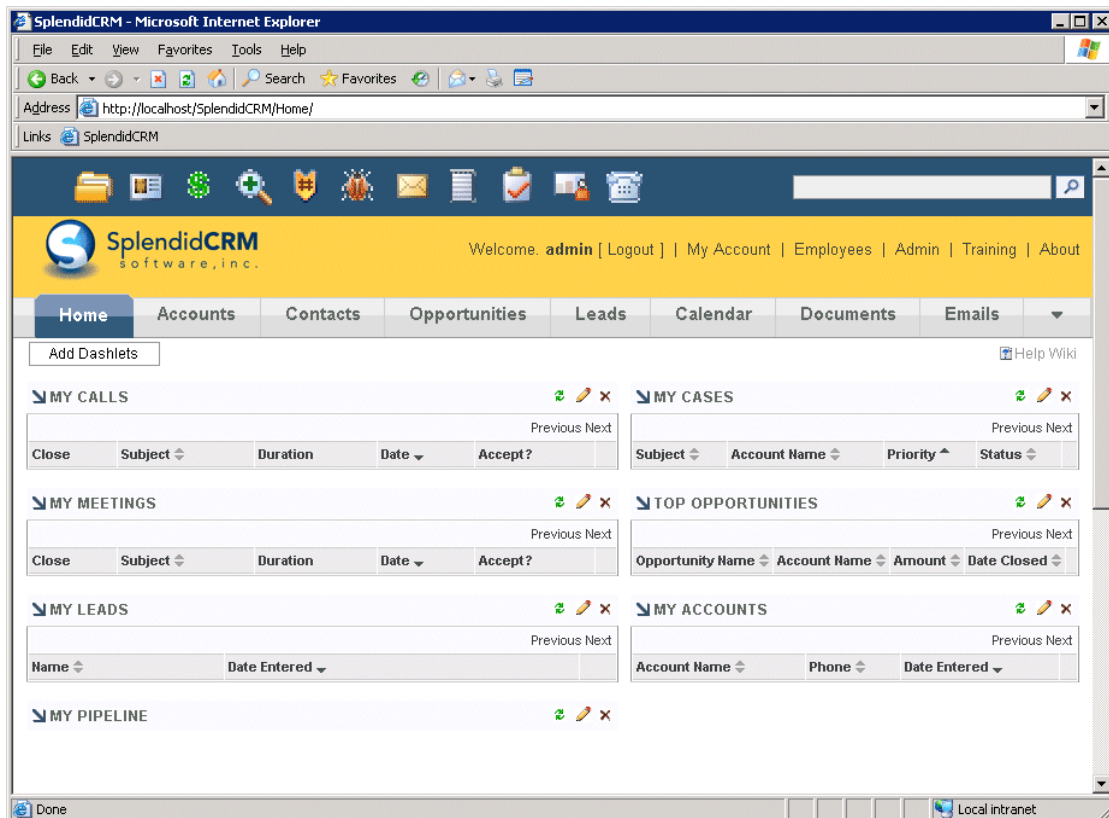 SplendidCRM - Microsoft Internet Explorer
File Edit View Favorites Tools Help
Back Search Favorites
Address http://localhost/SplendidCRM/Home/
Links SplendidCRM
SplendidCRM
software, inc.
Welcome. admin [ Logout ] | My Account | Employees | Admin | Training | About
Home Accounts Contacts Opportunities Leads Calendar Documents Emails
Add Dashlets
Help Wiki
MY CALLS
Previous Next
Close Subject Duration Date Accept?
MY CASES
Previous Next
Subject Account Name Priority Status
MY MEETINGS
Previous Next
Close Subject Duration Date Accept?
TOP OPPORTUNITIES
Previous Next
Opportunity Name Account Name Amount Date Closed
MY LEADS
Previous Next
Name Date Entered
MY ACCOUNTS
Previous Next
Account Name Phone Date Entered
MY PIPELINE
Done Local intranet